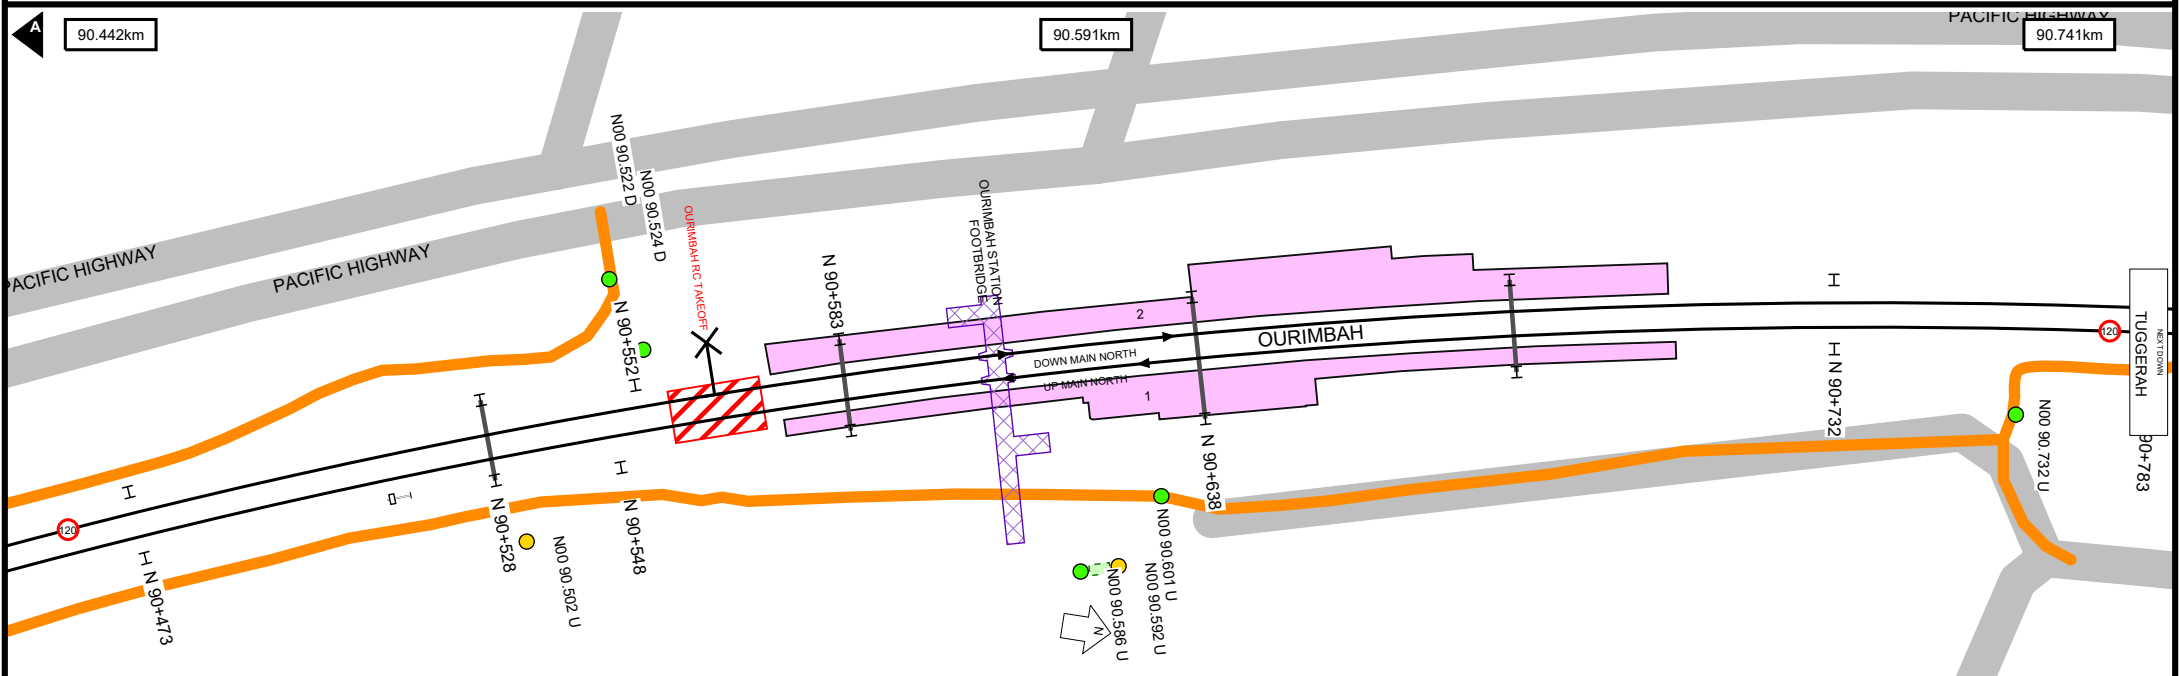 A
90.442km
90.591km
PACIFIC HIGHWAY
90.741km
N00 90.522 D
N00 90.524 D
OURIMBAH RC TAKEOFF
OURIMBAH STATION
FOOTBRIDGE
PACIFIC HIGHWAY
PACIFIC HIGHWAY
N 90+583
N 90+552
2
OURIMBAH
DOWN MAIN NORTH
UP MAIN NORTH
1
120
TUGGERAH
NEXT DOWN
N 90+732
N00 90.732 U
90+783
N 90+638
120
N 90+473
N 90+528
N00 90.502 U
N 90+548
N00 90.601 U
N00 90.592 U
N00 90.586 U
N